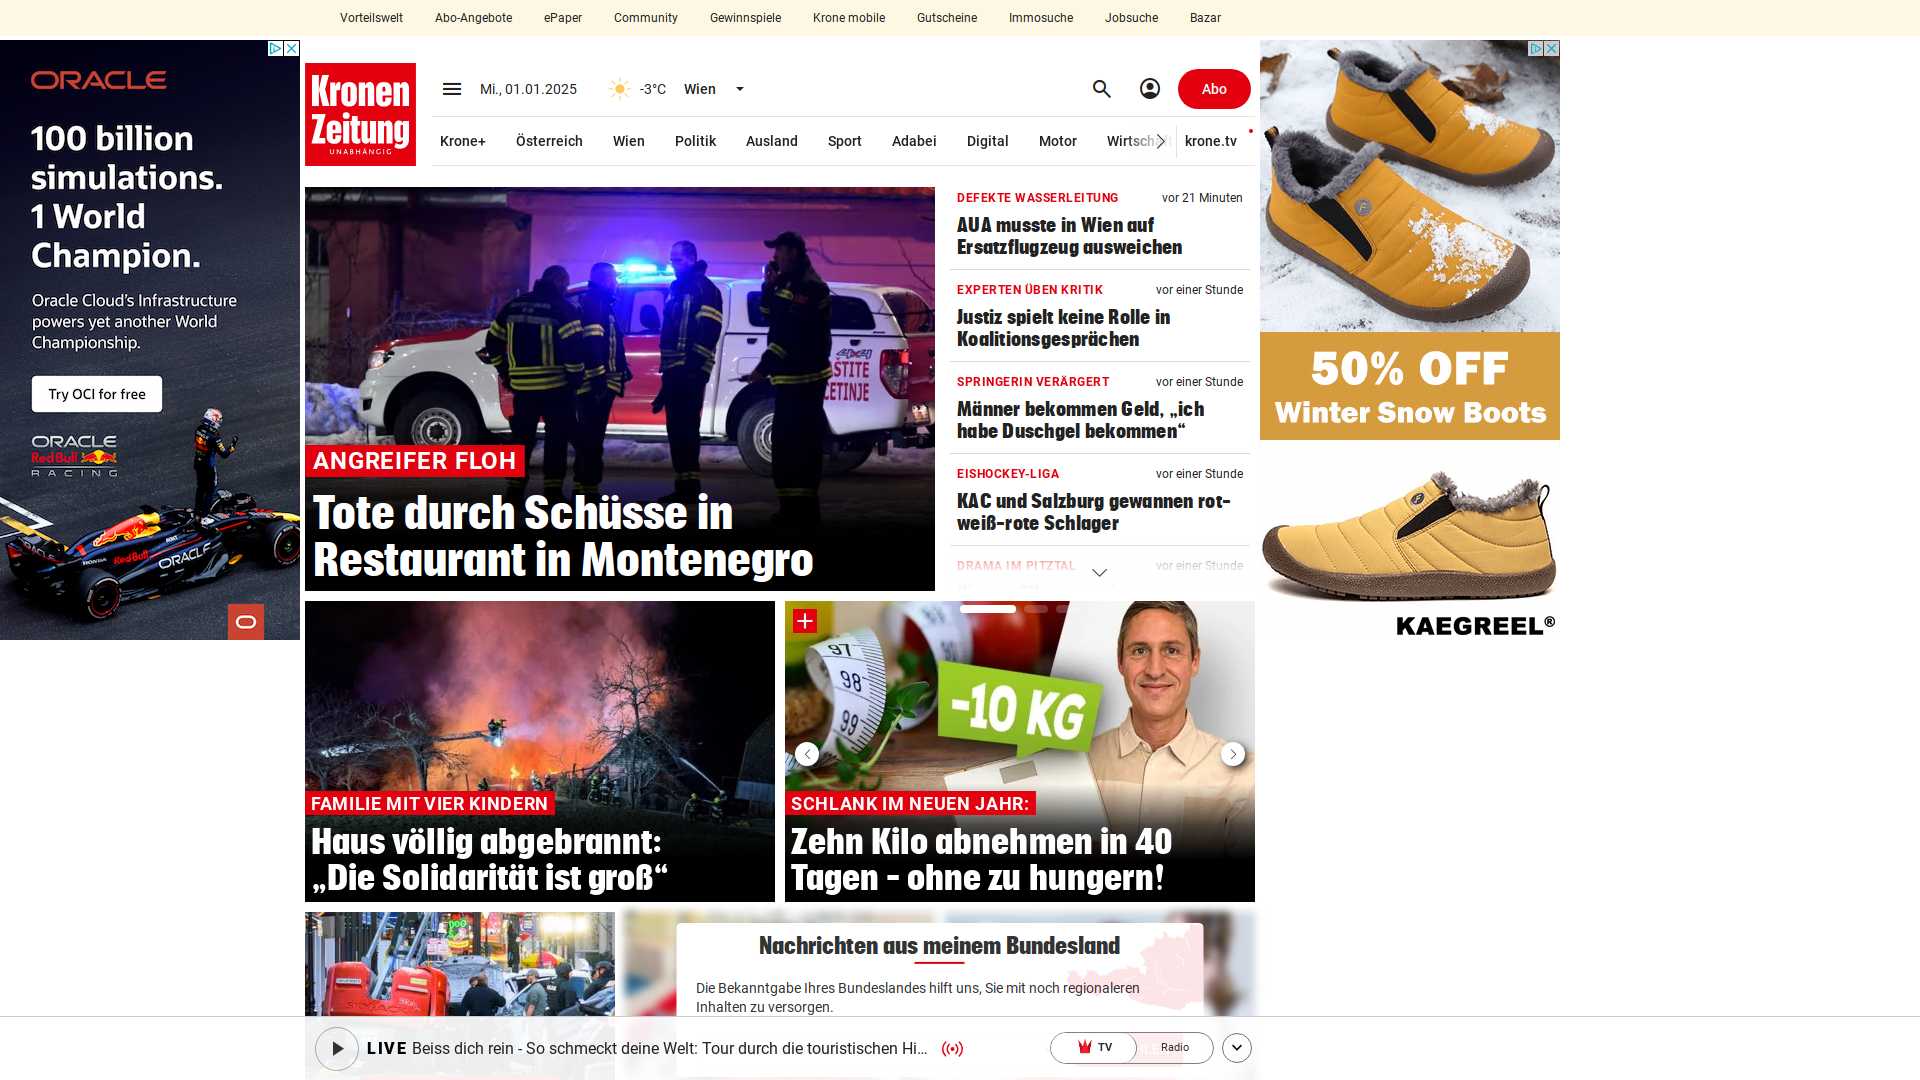 Vorteilswelt
Abo-Angebote
ePaper
Community
Gewinnspiele
Krone mobile
Gutscheine
Immosuche
Jobsuche
Bazar
ORACLE
100 billion
simulations.
1 World
Champion.
Oracle Cloud's Infrastructure
powers yet another World
Championship.
Try OCI for free
ORACLE
Red Bull
RACING
Kronen
Zeitung
UNABHÄNGIG
Mi., 01.01.2025
-3°C
Wien
Abo
Krone+
Österreich
Wien
Politik
Ausland
Sport
Adabei
Digital
Motor
Wirtsch
krone.tv
ANGREIFER FLOH
Tote durch Schüsse in
Restaurant in Montenegro
DEFEKTE WASSERLEITUNG
vor 21 Minuten
AUA musste in Wien auf
Ersatzflugzeug ausweichen
EXPERTEN ÜBEN KRITIK
vor einer Stunde
Justiz spielt keine Rolle in
Koalitionsgesprächen
SPRINGERIN VERÄRGERT
vor einer Stunde
Männer bekommen Geld, „ich
habe Duschgel bekommen“
EISHOCKEY-LIGA
vor einer Stunde
KAC und Salzburg gewannen rot-
weiß-rote Schlager
DRAMA IM PITZTAL
vor einer Stunde
FAMILIE MIT VIER KINDERN
Haus völlig abgebrannt:
„Die Solidarität ist groß“
97
98
99
-10 KG
SCHLANK IM NEUEN JAHR:
Zehn Kilo abnehmen in 40
Tagen – ohne zu hungern!
Nachrichten aus meinem Bundesland
Die Bekanntgabe Ihres Bundeslandes hilft uns, Sie mit noch regionaleren
Inhalten zu versorgen.
LIVE Beiss dich rein - So schmeckt deine Welt: Tour durch die touristischen Hi...
TV
Radio
50% OFF
Winter Snow Boots
KAEGREEL®